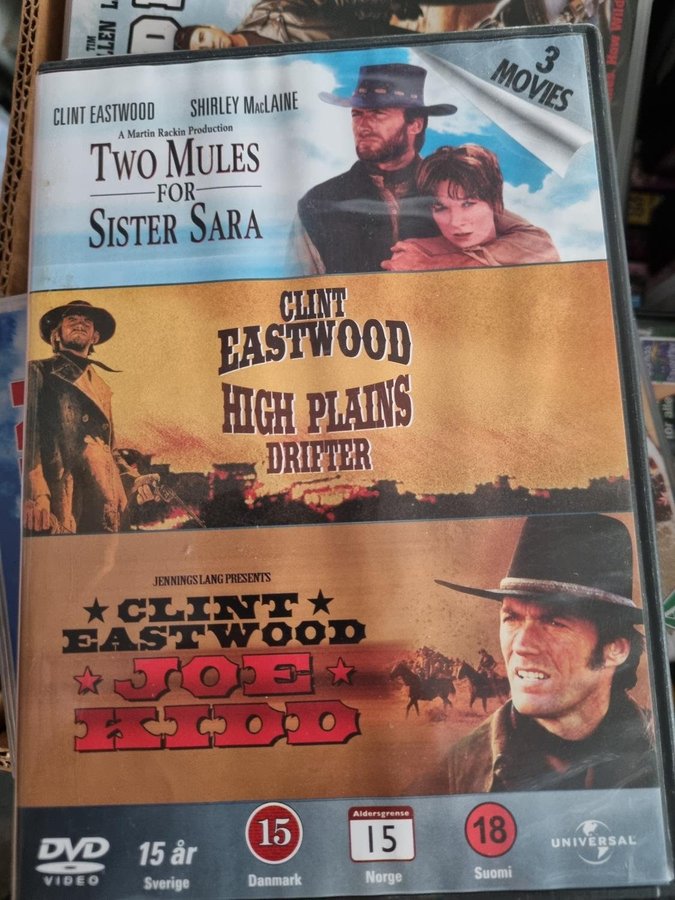 3
MOVIES
CLINT EASTWOOD SHIRLEY MACLAINE
A Martin Rackin Production
TWO MULES
FOR
SISTER SARA
CLINT
EASTWOOD
HIGH PLAINS
DRIFTER
JENNINGS LANG PRESENTS
CLINT
EASTWOOD
JOE
KIDD
DVD
VIDEO
15 år
Sverige
15
Danmark
Aldersgrense
15
Norge
18
Suomi
UNIVERSAL